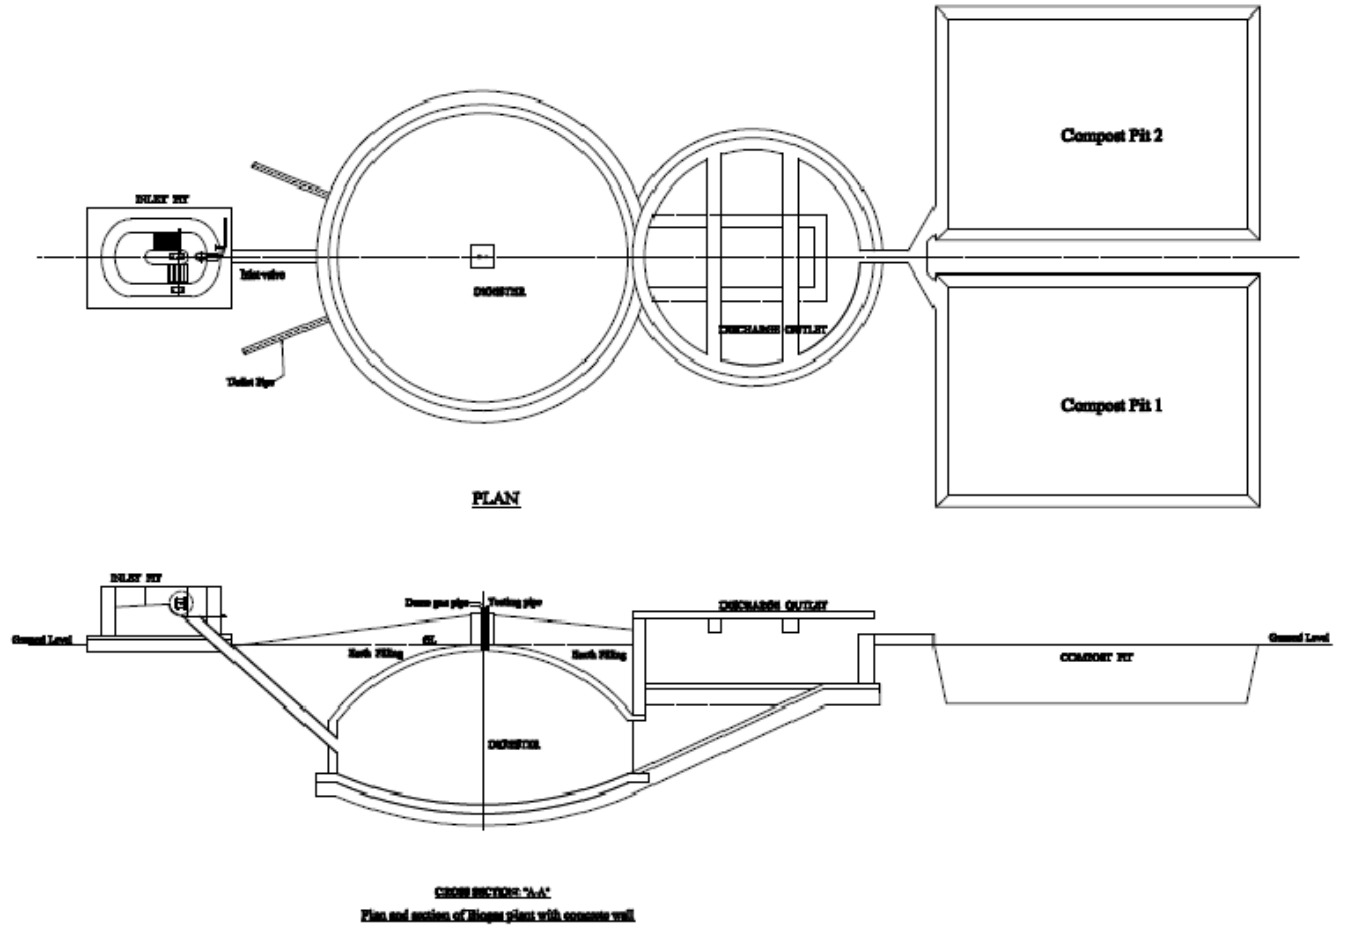 INLET PIT
Inlet valve
DIGESTER
Toilet Pipe
DISCHARGE OUTLET
Compost Pit 2
Compost Pit 1
PLAN
INLET PIT
Ground Level
Dome gas pipe
Testing pipe
GL
Earth Filling
Earth Filling
DIGESTER
DISCHARGE OUTLET
COMPOST PIT
Ground Level
CROSS SECTION "A-A"
Plan and section of Biogas plant with concrete wall